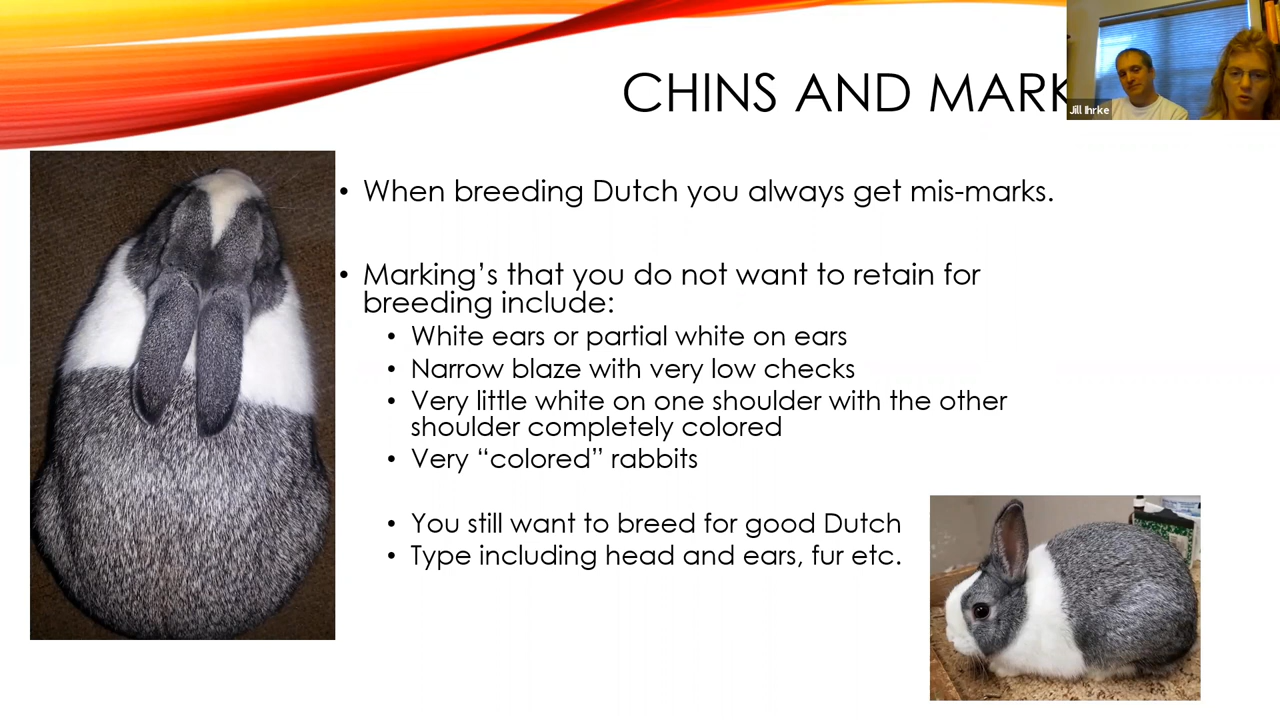 CHINS AND MARK
Jill Ihrke
• When breeding Dutch you always get mis-marks.
• Marking’s that you do not want to retain for
breeding include:
• White ears or partial white on ears
• Narrow blaze with very low checks
• Very little white on one shoulder with the other
shoulder completely colored
• Very “colored” rabbits
• You still want to breed for good Dutch
• Type including head and ears, fur etc.